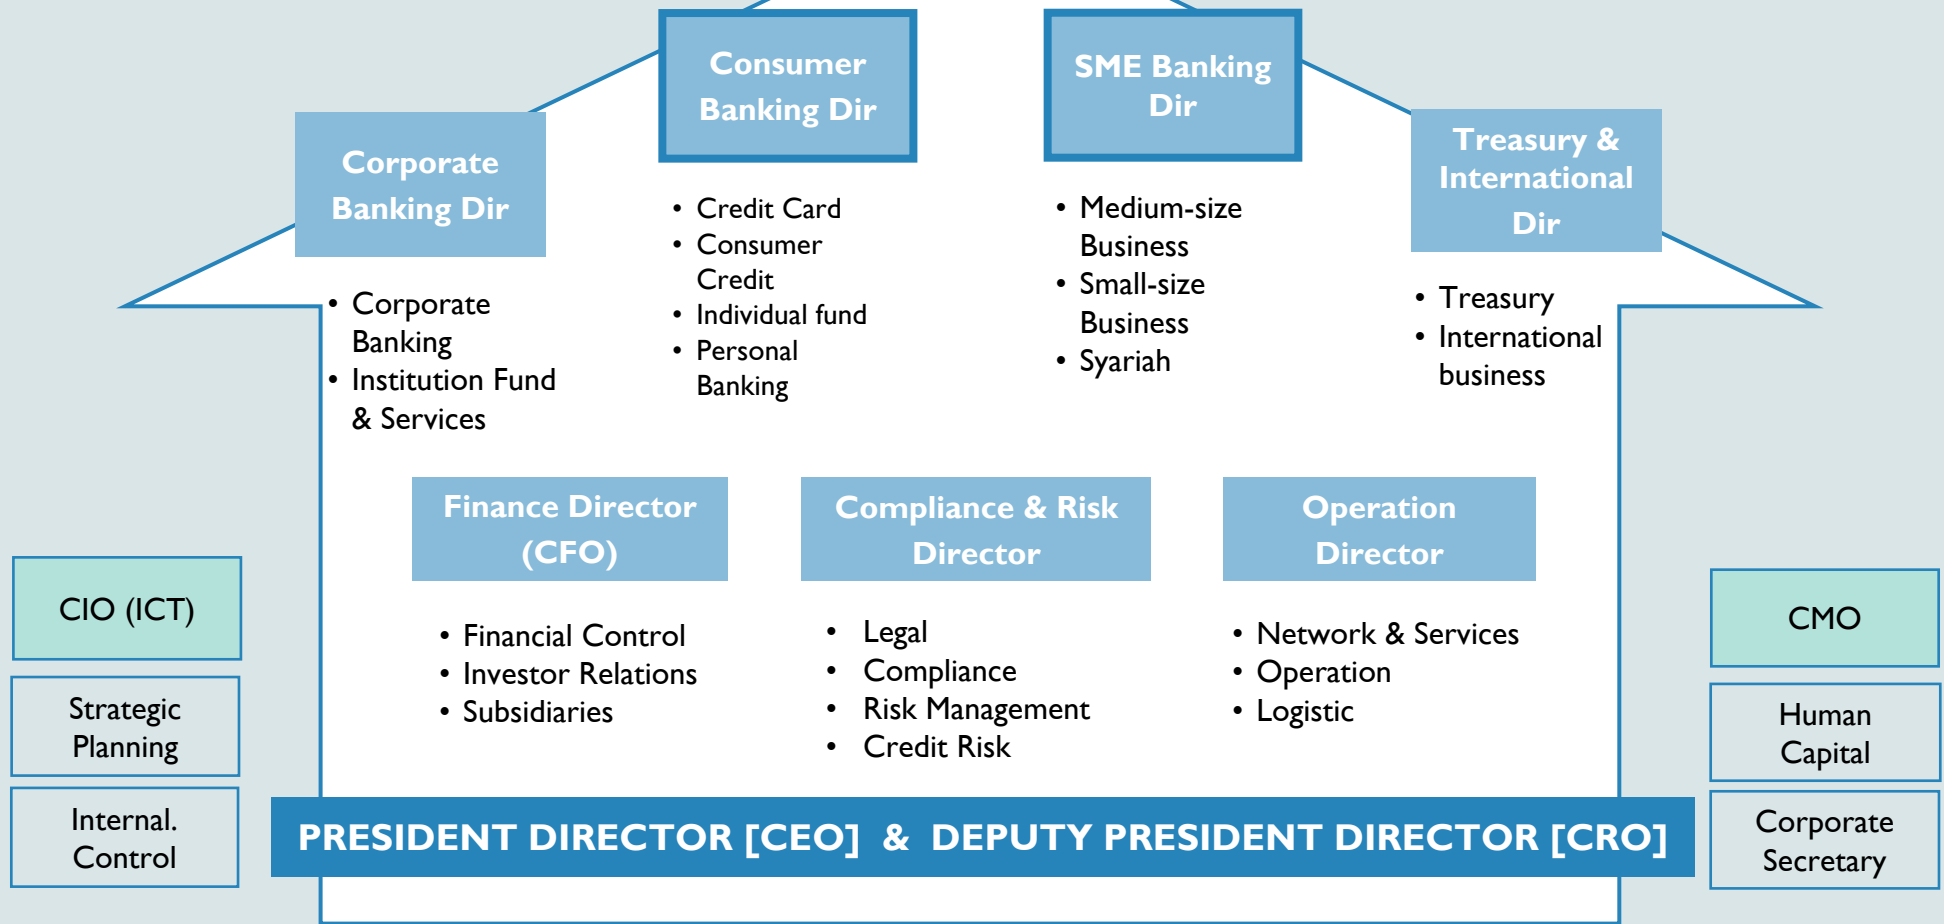 Consumer
Banking Dir
SME Banking
Dir
Corporate
Banking Dir
Treasury &
International
Dir
• Corporate
Banking
• Institution Fund
& Services
• Credit Card
• Consumer
Credit
• Individual fund
• Personal
Banking
• Medium-size
Business
• Small-size
Business
• Syariah
• Treasury
• International
business
Finance Director
(CFO)
Compliance & Risk
Director
Operation
Director
• Financial Control
• Investor Relations
• Subsidiaries
• Legal
• Compliance
• Risk Management
• Credit Risk
• Network & Services
• Operation
• Logistic
CIO (ICT)
Strategic
Planning
Internal.
Control
CMO
Human
Capital
Corporate
Secretary
PRESIDENT DIRECTOR [CEO] & DEPUTY PRESIDENT DIRECTOR [CRO]